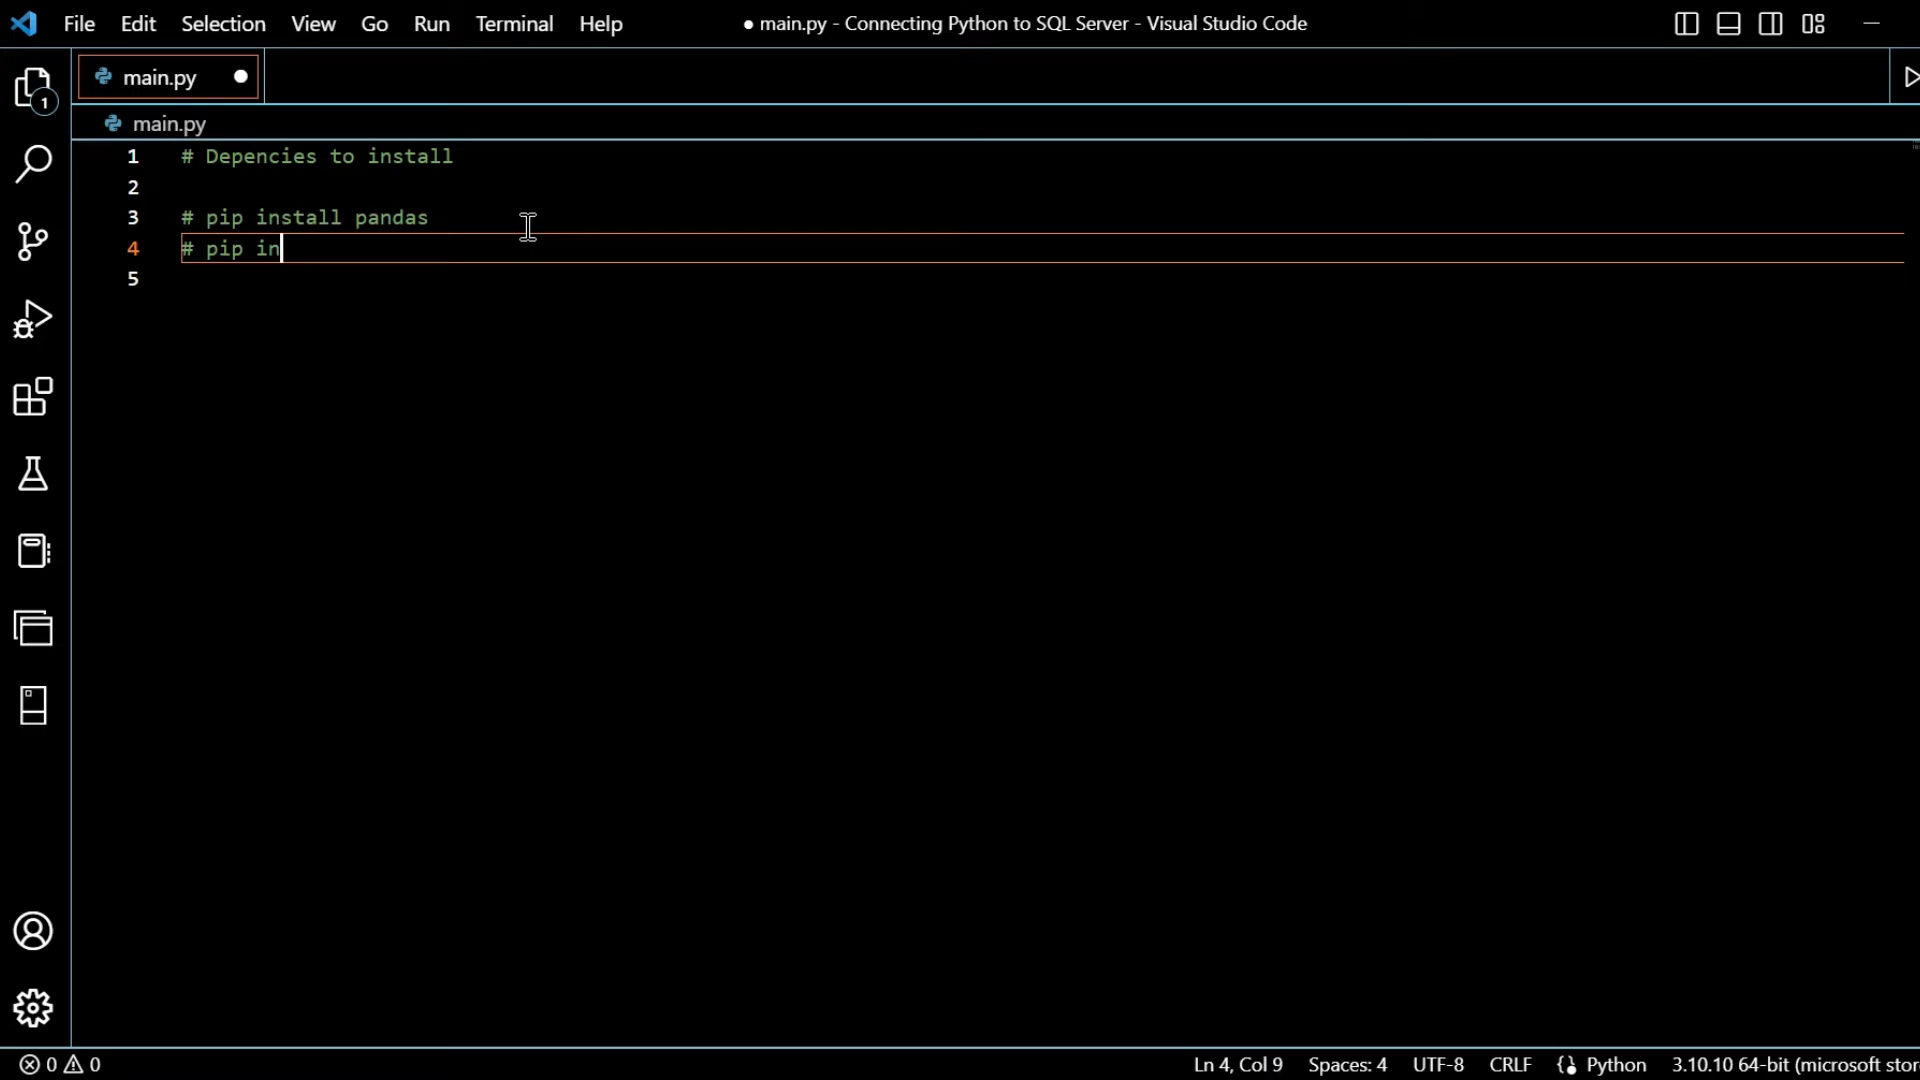 File Edit Selection View Go Run Terminal Help ● main.py - Connecting Python to SQL Server - Visual Studio Code
main.py
1
main.py
1 # Depencies to install
2
3 # pip install pandas
4 # pip in
5
0 0 Ln 4, Col 9 Spaces: 4 UTF-8 CRLF Python 3.10.10 64-bit (microsoft stor